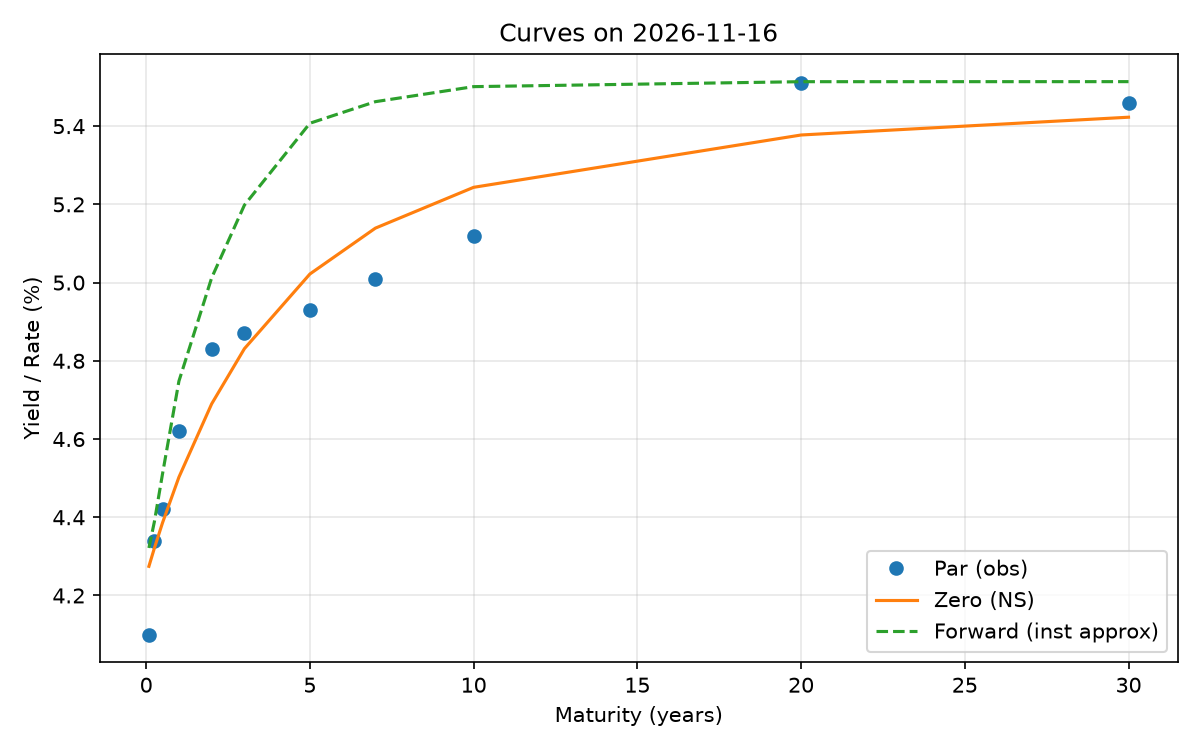 Curves on 2026-11-16
Yield / Rate (%)
5.4
5.2
5.0
4.8
4.6
4.4
4.2
0 5 10 15 20 25 30
Maturity (years)
Par (obs)
Zero (NS)
Forward (inst approx)